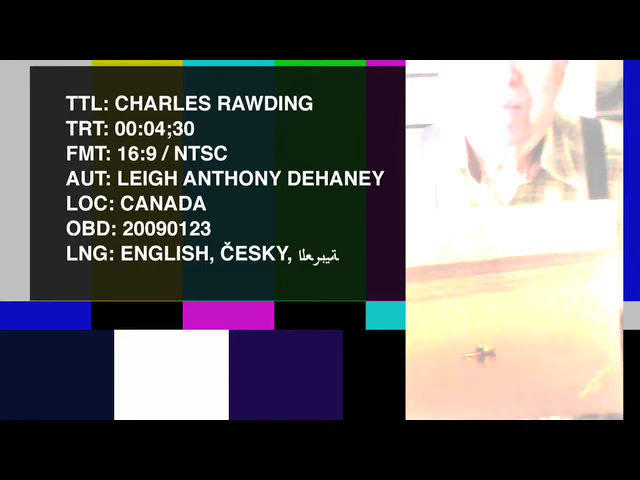 TTL: CHARLES RAWDING
TRT: 00:04;30
FMT: 16:9 / NTSC
AUT: LEIGH ANTHONY DEHANEY
LOC: CANADA
OBD: 20090123
LNG: ENGLISH, ČESKY, العربية